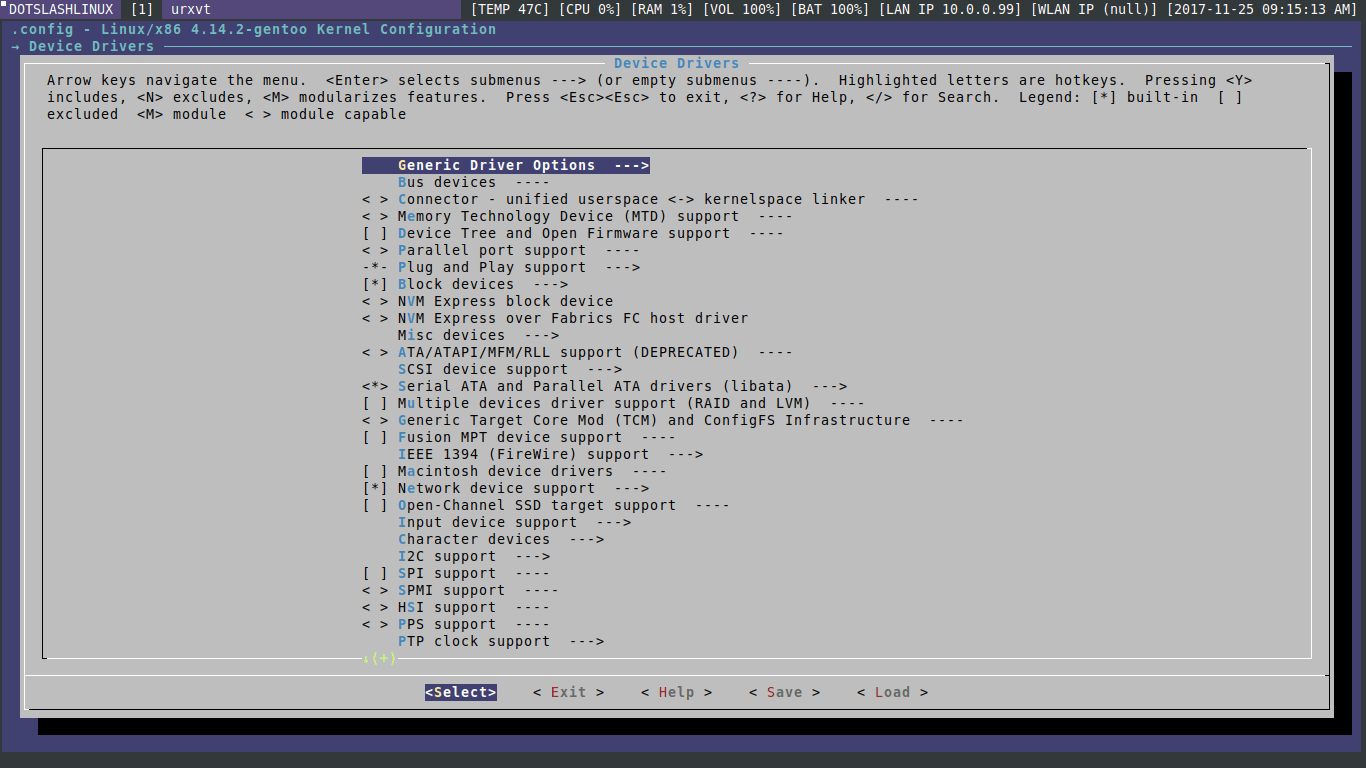 DOTSLASHLINUX [1] urxvt [TEMP 47C] [CPU 0%] [RAM 1%] [VOL 100%] [BAT 100%] [LAN IP 10.0.0.99] [WLAN IP (null)] [2017-11-25 09:15:13 AM]
.config - Linux/x86 4.14.2-gentoo Kernel Configuration
→ Device Drivers
Device Drivers
Arrow keys navigate the menu.  <Enter> selects submenus ---> (or empty submenus ----).  Highlighted letters are hotkeys.  Pressing <Y>
includes, <N> excludes, <M> modularizes features.  Press <Esc><Esc> to exit, <?> for Help, </> for Search.  Legend: [*] built-in  [ ]
excluded  <M> module  < > module capable
Generic Driver Options  --->
Bus devices  ----
< > Connector - unified userspace <-> kernelspace linker  ----
< > Memory Technology Device (MTD) support  ----
[ ] Device Tree and Open Firmware support  ----
< > Parallel port support  ----
-*- Plug and Play support  --->
[*] Block devices  --->
< > NVM Express block device
< > NVM Express over Fabrics FC host driver
Misc devices  --->
< > ATA/ATAPI/MFM/RLL support (DEPRECATED)  ----
SCSI device support  --->
<*> Serial ATA and Parallel ATA drivers (libata)  --->
[ ] Multiple devices driver support (RAID and LVM)  ----
< > Generic Target Core Mod (TCM) and ConfigFS Infrastructure  ----
[ ] Fusion MPT device support  ----
IEEE 1394 (FireWire) support  --->
[ ] Macintosh device drivers  ----
[*] Network device support  --->
[ ] Open-Channel SSD target support  ----
Input device support  --->
Character devices  --->
I2C support  --->
[ ] SPI support  ----
< > SPMI support  ----
< > HSI support  ----
< > PPS support  ----
PTP clock support  --->
↓(+)
<Select>    < Exit >    < Help >    < Save >    < Load >